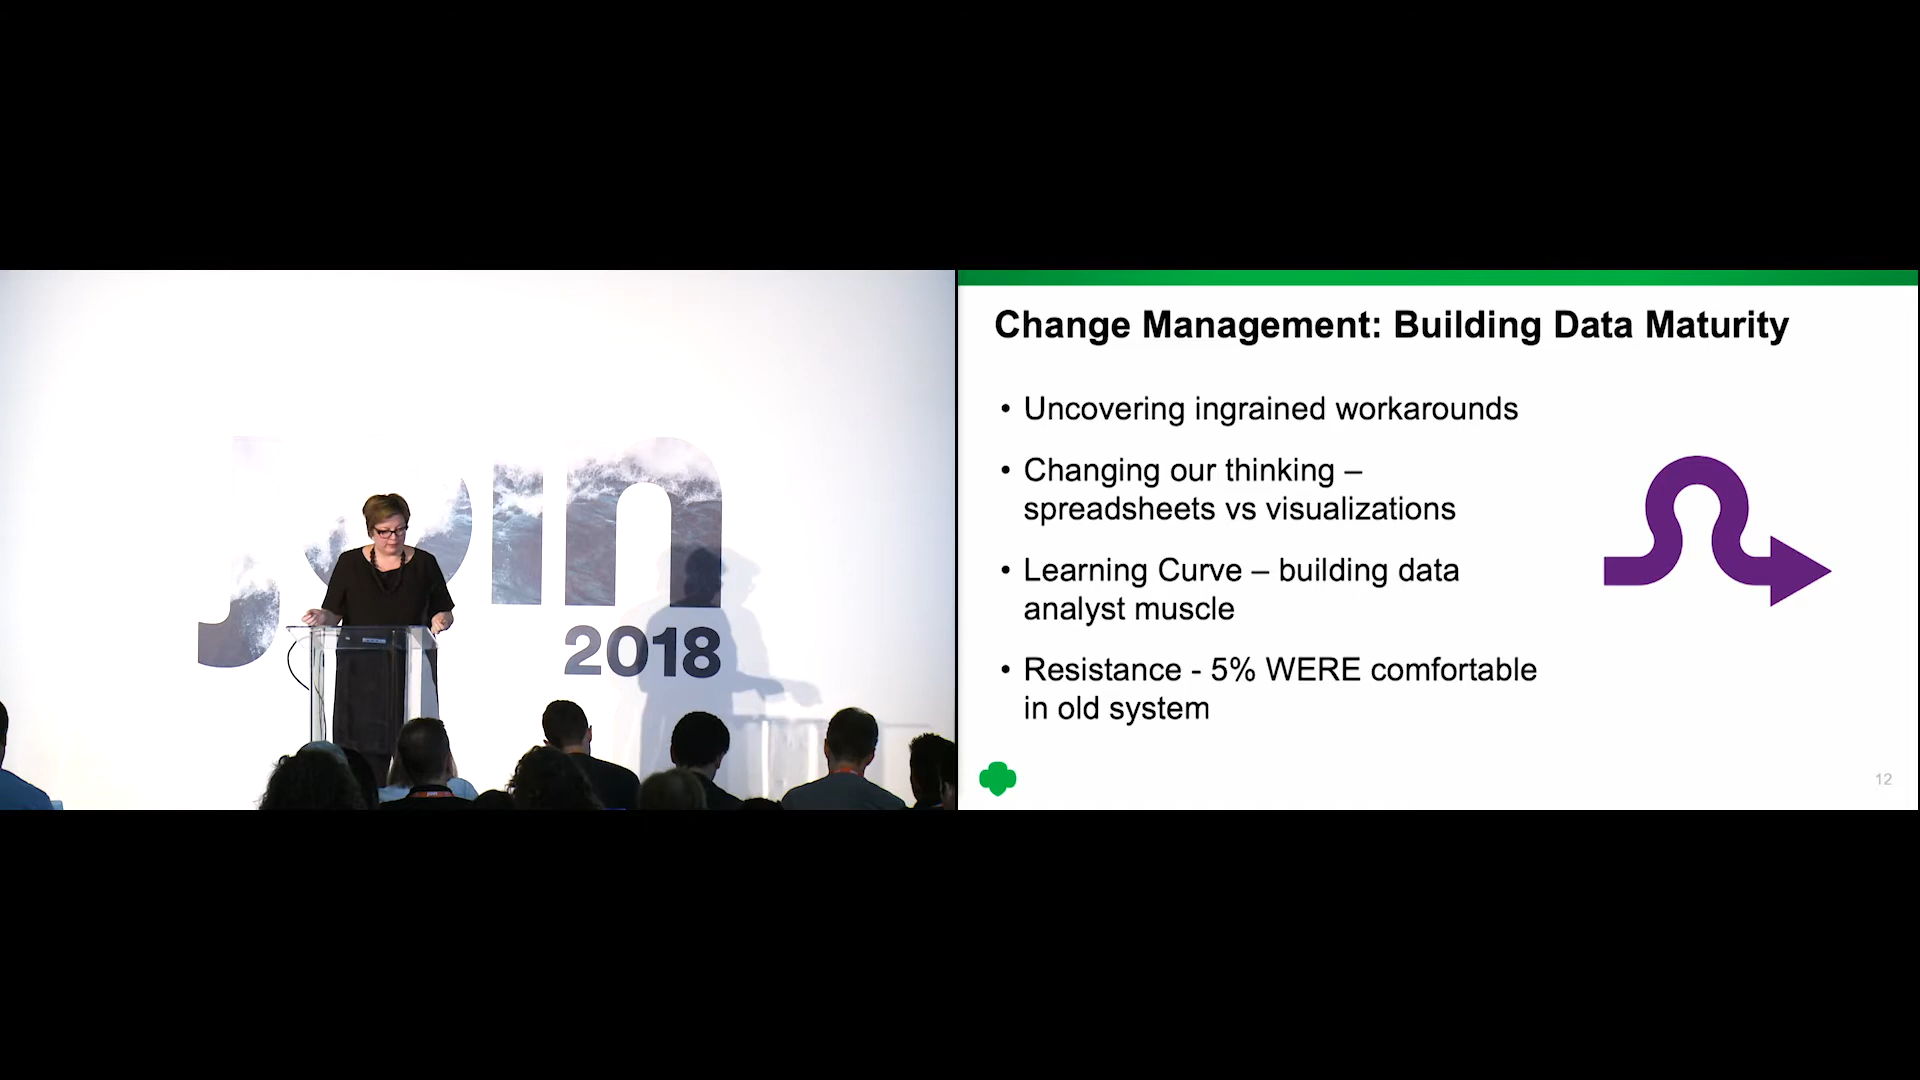 join
2018
Change Management: Building Data Maturity
• Uncovering ingrained workarounds
• Changing our thinking –
spreadsheets vs visualizations
• Learning Curve – building data
analyst muscle
• Resistance - 5% WERE comfortable
in old system
12